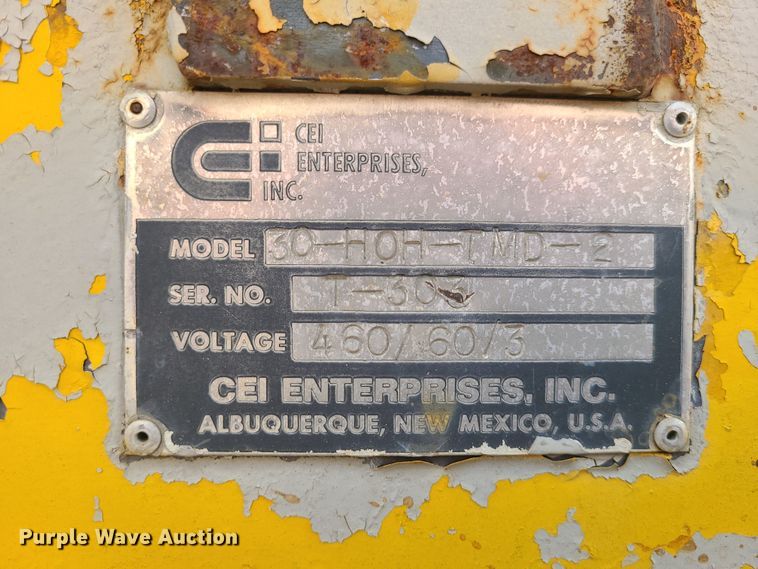 CEI
ENTERPRISES,
INC.
MODEL 30-HOH-TMD-2
SER. NO. T-303
VOLTAGE 460/60/3
CEI ENTERPRISES, INC.
ALBUQUERQUE, NEW MEXICO, U.S.A.
Purple Wave Auction